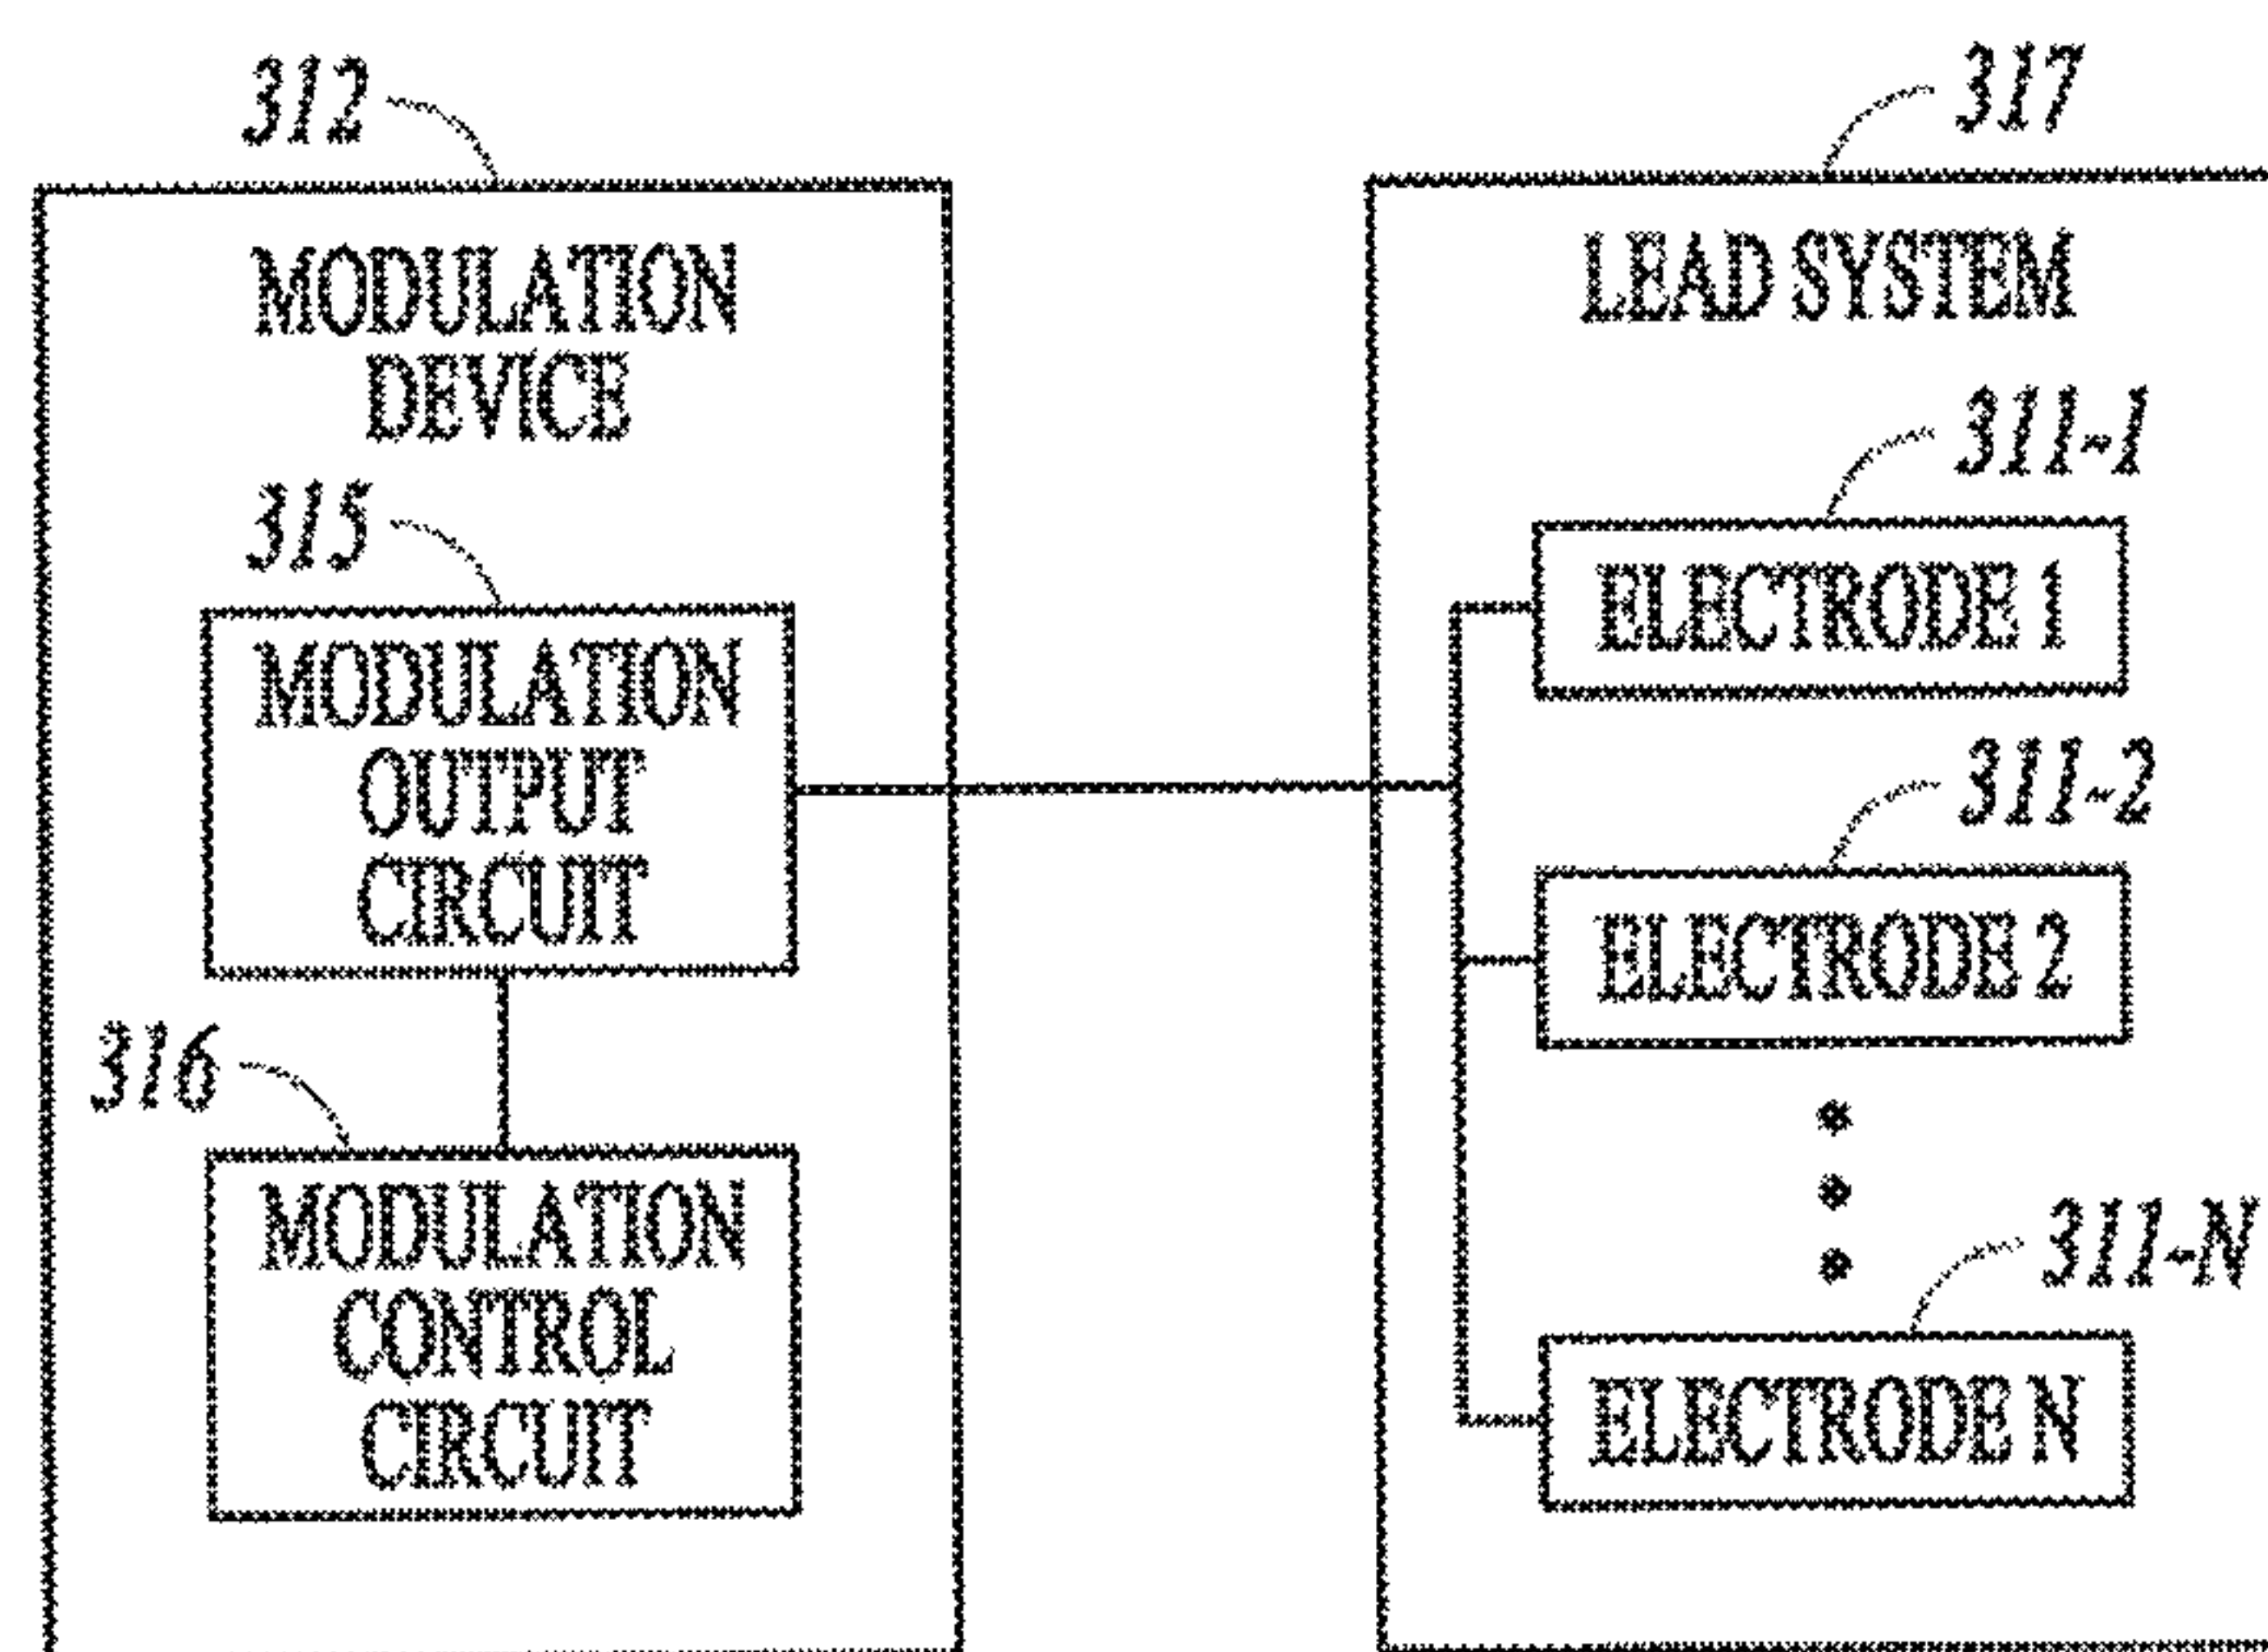 312
MODULATION
DEVICE
315
MODULATION
OUTPUT
CIRCUIT
316
MODULATION
CONTROL
CIRCUIT
317
LEAD SYSTEM
311-1
ELECTRODE 1
311-2
ELECTRODE 2
311-N
ELECTRODE N